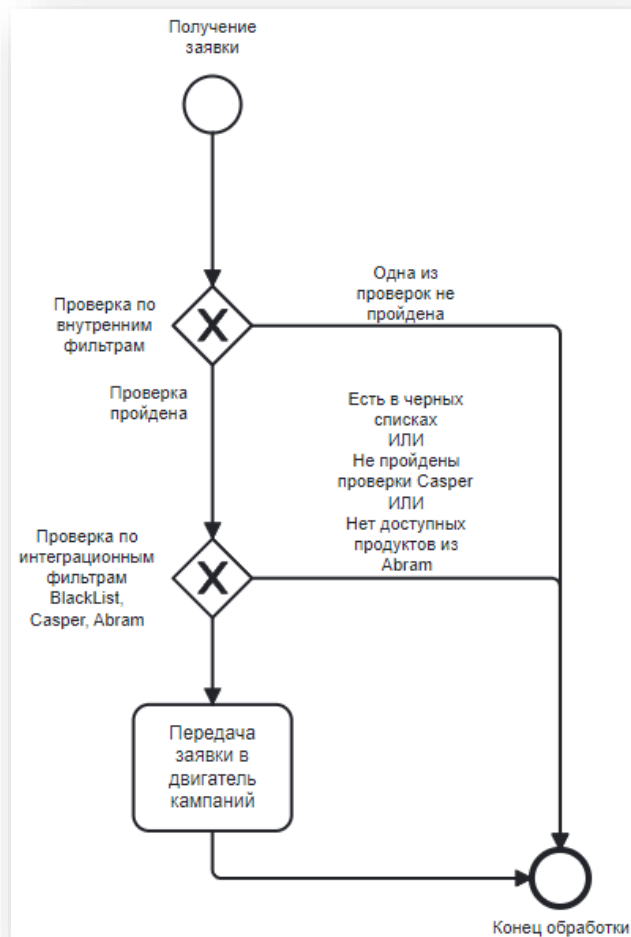 Получение
заявки
Одна из
проверок не
пройдена
Проверка по
внутренним
фильтрам
Проверка
пройдена
Есть в черных
списках
ИЛИ
Не пройдены
проверки Casper
ИЛИ
Нет доступных
продуктов из
Abram
Проверка по
интеграционным
фильтрам
BlackList,
Casper, Abram
Передача
заявки в
двигатель
кампаний
Конец обработки